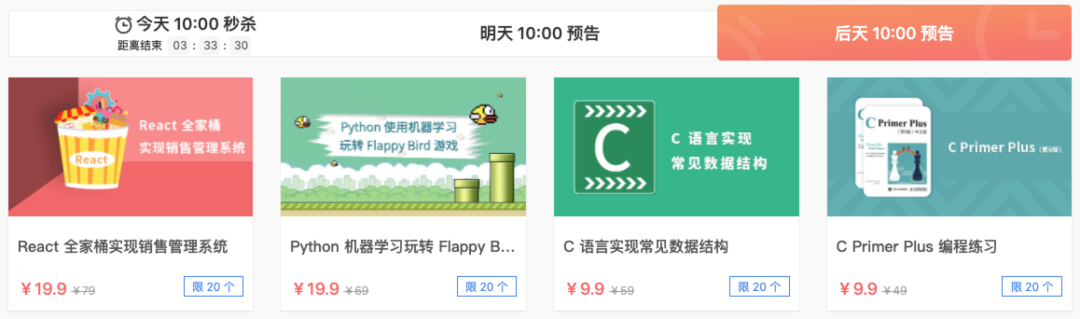 今天 10:00 秒杀
距离结束 03 : 33 : 30
明天 10:00 预告
后天 10:00 预告
React 全家桶
实现销售管理系统
React
Python 使用机器学习
玩转 Flappy Bird 游戏
C
C 语言实现
常见数据结构
C Primer Plus
C Primer Plus（第6版）
React 全家桶实现销售管理系统
¥19.9 ¥79
限 20 个
Python 机器学习玩转 Flappy B...
¥19.9 ¥69
限 20 个
C 语言实现常见数据结构
¥9.9 ¥59
限 20 个
C Primer Plus 编程练习
¥9.9 ¥49
限 20 个